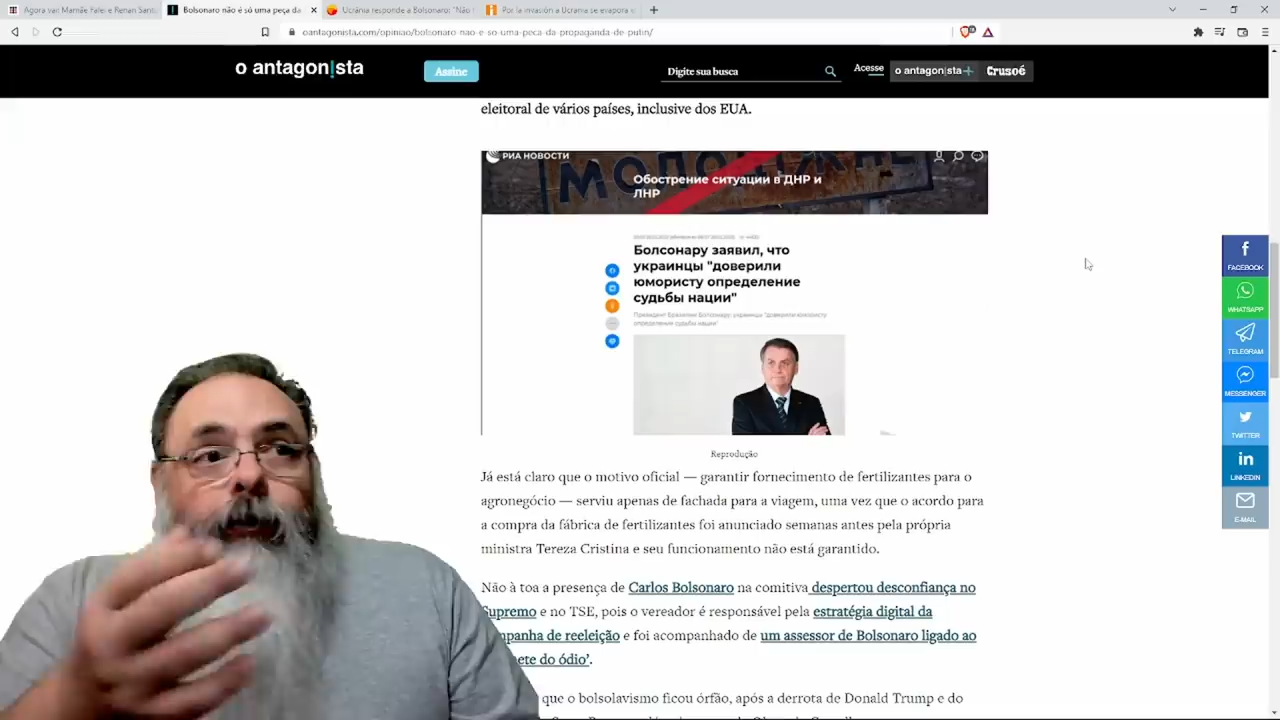 Agora vai! Mamãe Falei e Renan Santo
Bolsonaro não é só uma peça da
Ucrânia responde a Bolsonaro: "Não
Por la invasión a Ucrania se evapora
oantagonista.com/opiniao/bolsonaro-nao-e-so-uma-peca-da-propaganda-de-putin/
o antagon!sta
Assine
Digite sua busca
Acesse
o antagon|sta+
Crusoé
eleitoral de vários países, inclusive dos EUA.
РИА НОВОСТИ
Обострение ситуации в ДНР и
ЛНР
Болсонару заявил, что
украинцы "доверили
юмористу определение
судьбы нации"
Президент Бразилии Болсонару: украинцы "доверили юмористу
определение судьбы нации"
Reprodução
Já está claro que o motivo oficial — garantir fornecimento de fertilizantes para o
agronegócio — serviu apenas de fachada para a viagem, uma vez que o acordo para
a compra da fábrica de fertilizantes foi anunciado semanas antes pela própria
ministra Tereza Cristina e seu funcionamento não está garantido.
Não à toa a presença de Carlos Bolsonaro na comitiva despertou desconfiança no
Supremo e no TSE, pois o vereador é responsável pela estratégia digital da
mpanha de reeleição e foi acompanhado de um assessor de Bolsonaro ligado ao
ete do ódio'.
que o bolsolavismo ficou órfão, após a derrota de Donald Trump e do
FACEBOOK
WHATSAPP
TELEGRAM
MESSENGER
TWITTER
LINKEDIN
E-MAIL